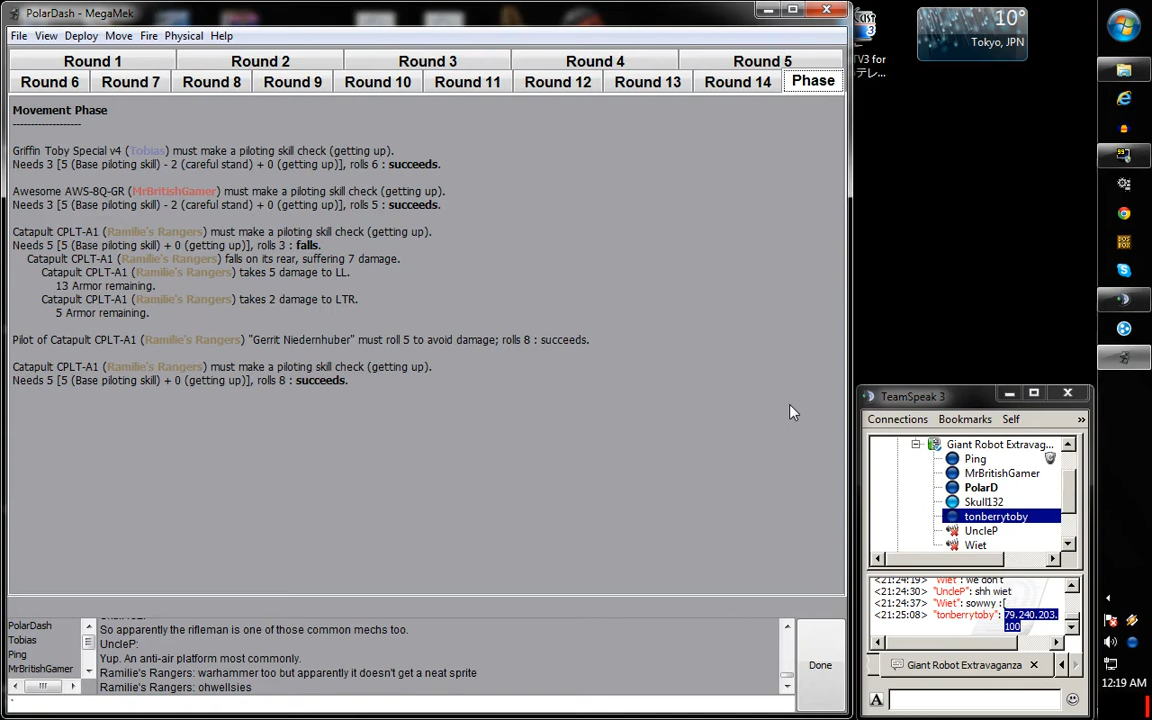 PolarDash - MegaMek
File View Deploy Move Fire Physical Help
Round 1 Round 2 Round 3 Round 4 Round 5
Round 6 Round 7 Round 8 Round 9 Round 10 Round 11 Round 12 Round 13 Round 14 Phase
Movement Phase
--------------------
Griffin Toby Special v4 (Tobias) must make a piloting skill check (getting up).
Needs 3 [5 (Base piloting skill) - 2 (careful stand) + 0 (getting up)], rolls 6 : succeeds.
Awesome AWS-8Q-GR (MrBritishGamer) must make a piloting skill check (getting up).
Needs 3 [5 (Base piloting skill) - 2 (careful stand) + 0 (getting up)], rolls 5 : succeeds.
Catapult CPLT-A1 (Ramilie's Rangers) must make a piloting skill check (getting up).
Needs 5 [5 (Base piloting skill) + 0 (getting up)], rolls 3 : falls.
Catapult CPLT-A1 (Ramilie's Rangers) falls on its rear, suffering 7 damage.
Catapult CPLT-A1 (Ramilie's Rangers) takes 5 damage to LL.
13 Armor remaining.
Catapult CPLT-A1 (Ramilie's Rangers) takes 2 damage to LTR.
5 Armor remaining.
Pilot of Catapult CPLT-A1 (Ramilie's Rangers) "Gerrit Niedernhuber" must roll 5 to avoid damage; rolls 8 : succeeds.
Catapult CPLT-A1 (Ramilie's Rangers) must make a piloting skill check (getting up).
Needs 5 [5 (Base piloting skill) + 0 (getting up)], rolls 8 : succeeds.
PolarDash
Tobias
Ping
MrBritishGamer
So apparently the rifleman is one of those common mechs too.
UncleP:
Yup. An anti-air platform most commonly.
Ramilie's Rangers: warhammer too but apparently it doesn't get a neat sprite
Ramilie's Rangers: ohwellsies
Done
TV3 for
10°
Tokyo, JPN
TeamSpeak 3
Connections Bookmarks Self »
Giant Robot Extravag...
Ping
MrBritishGamer
PolarD
Skull132
tonberrytoby
UncleP
Wiet
<21:24:19> "Wiet": we don't
<21:24:30> "UncleP": shh wiet
<21:24:37> "Wiet": sowwy :[
<21:25:08> "tonberrytoby": 79.240.203.
100
Giant Robot Extravaganza
A
12:19 AM